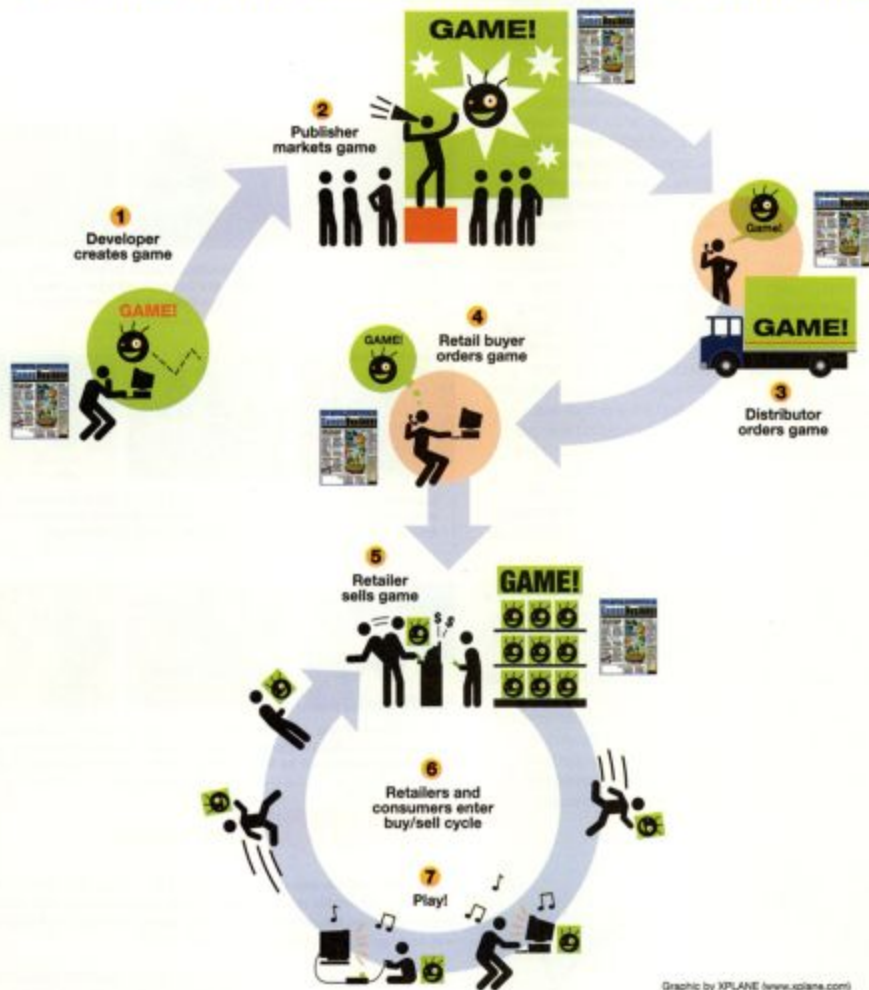 GAME!
2
Publisher
markets game
1
Developer
creates game
GAME!
Game!
GAME!
3
Distributor
orders game
4
Retail buyer
orders game
GAME!
5
Retailer
sells game
$ $
GAME!
6
Retailers and
consumers enter
buy/sell cycle
7
Play!
Graphic by XPLANE (www.xplane.com)